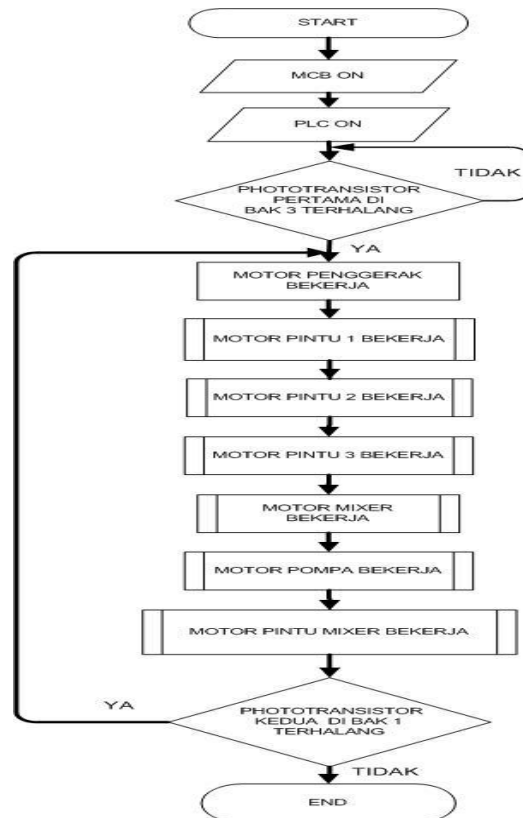 START
MCB ON
PLC ON
TIDAK
PHOTOTRANSISTOR
PERTAMA DI
BAK 3 TERHALANG
YA
MOTOR PENGGERAK
BEKERJA
MOTOR PINTU 1 BEKERJA
MOTOR PINTU 2 BEKERJA
MOTOR PINTU 3 BEKERJA
MOTOR MIXER
BEKERJA
MOTOR POMPA BEKERJA
MOTOR PINTU MIXER BEKERJA
YA
PHOTOTRANSISTOR
KEDUA DI BAK 1
TERHALANG
TIDAK
END